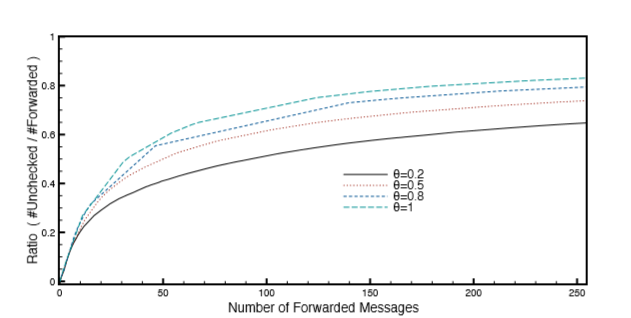 Ratio ( #Unchecked / #Forwarded )
1
0.8
0.6
0.4
0.2
0
0 50 100 150 200 250
Number of Forwarded Messages
θ=0.2
θ=0.5
θ=0.8
θ=1